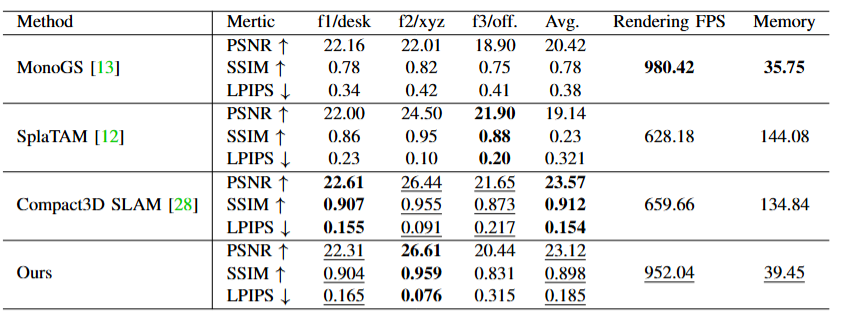 Method Mertic f1/desk f2/xyz f3/off. Avg. Rendering FPS Memory
PSNR ↑ 22.16 22.01 18.90 20.42
MonoGS [13] SSIM ↑ 0.78 0.82 0.75 0.78 980.42 35.75
LPIPS ↓ 0.34 0.42 0.41 0.38
PSNR ↑ 22.00 24.50 21.90 19.14
SplaTAM [12] SSIM ↑ 0.86 0.95 0.88 0.23 628.18 144.08
LPIPS ↓ 0.23 0.10 0.20 0.321
PSNR ↑ 22.61 26.44 21.65 23.57
Compact3D SLAM [28] SSIM ↑ 0.907 0.955 0.873 0.912 659.66 134.84
LPIPS ↓ 0.155 0.091 0.217 0.154
PSNR ↑ 22.31 26.61 20.44 23.12
Ours SSIM ↑ 0.904 0.959 0.831 0.898 952.04 39.45
LPIPS ↓ 0.165 0.076 0.315 0.185